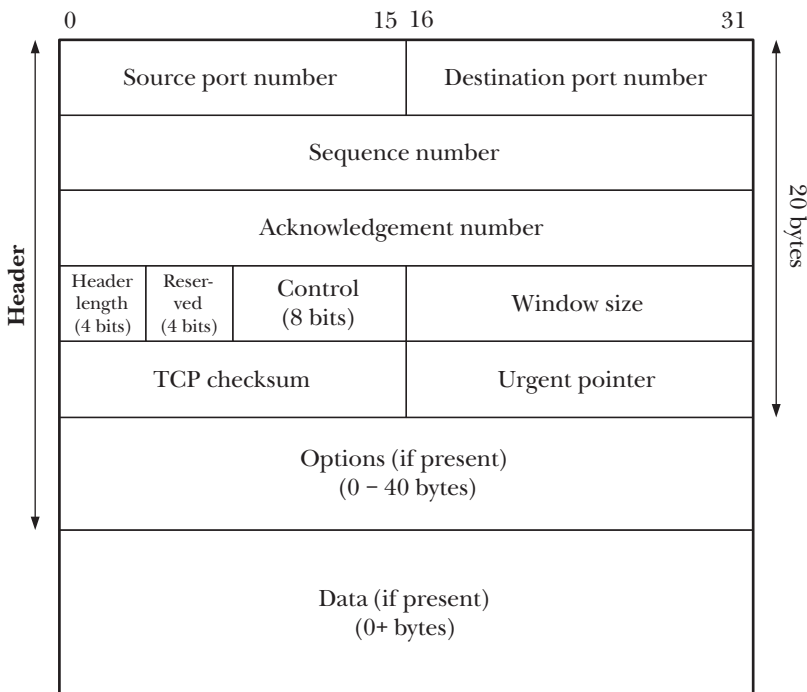 0 15 16 31
Source port number
Destination port number
Sequence number
Acknowledgement number
Header
length
(4 bits)
Reser-
ved
(4 bits)
Control
(8 bits)
Window size
TCP checksum
Urgent pointer
Options (if present)
(0 – 40 bytes)
Data (if present)
(0+ bytes)
Header
20 bytes